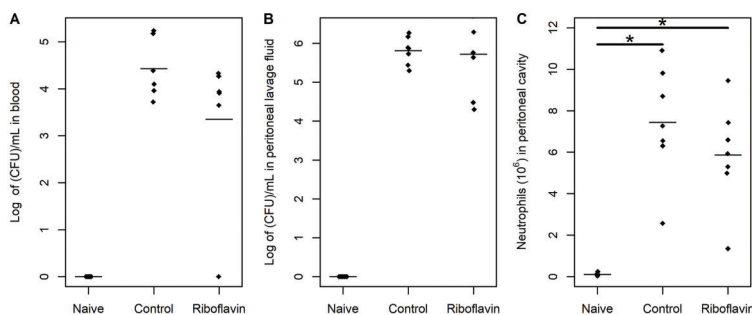 A
B
C
Log of (CFU)/mL in blood
5
4
3
2
1
0
Naive Control Riboflavin
Log of (CFU)/mL in peritoneal lavage fluid
6
5
4
3
2
1
0
Naive Control Riboflavin
Neutrophils (10⁶) in peritoneal cavity
12
10
8
6
4
2
0
*
*
Naive Control Riboflavin